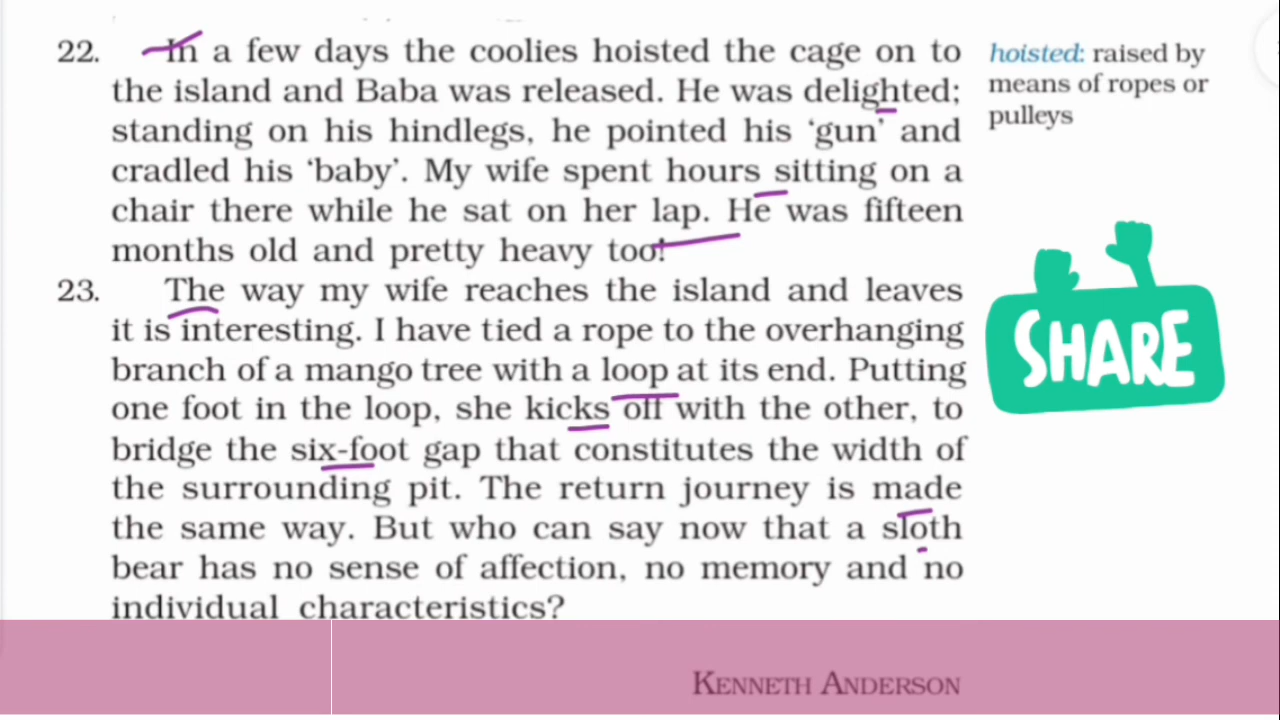 22. In a few days the coolies hoisted the cage on to
the island and Baba was released. He was delighted;
standing on his hindlegs, he pointed his ‘gun’ and
cradled his ‘baby’. My wife spent hours sitting on a
chair there while he sat on her lap. He was fifteen
months old and pretty heavy too!
hoisted: raised by
means of ropes or
pulleys
23. The way my wife reaches the island and leaves
it is interesting. I have tied a rope to the overhanging
branch of a mango tree with a loop at its end. Putting
one foot in the loop, she kicks off with the other, to
bridge the six-foot gap that constitutes the width of
the surrounding pit. The return journey is made
the same way. But who can say now that a sloth
bear has no sense of affection, no memory and no
individual characteristics?
SHARE
KENNETH ANDERSON